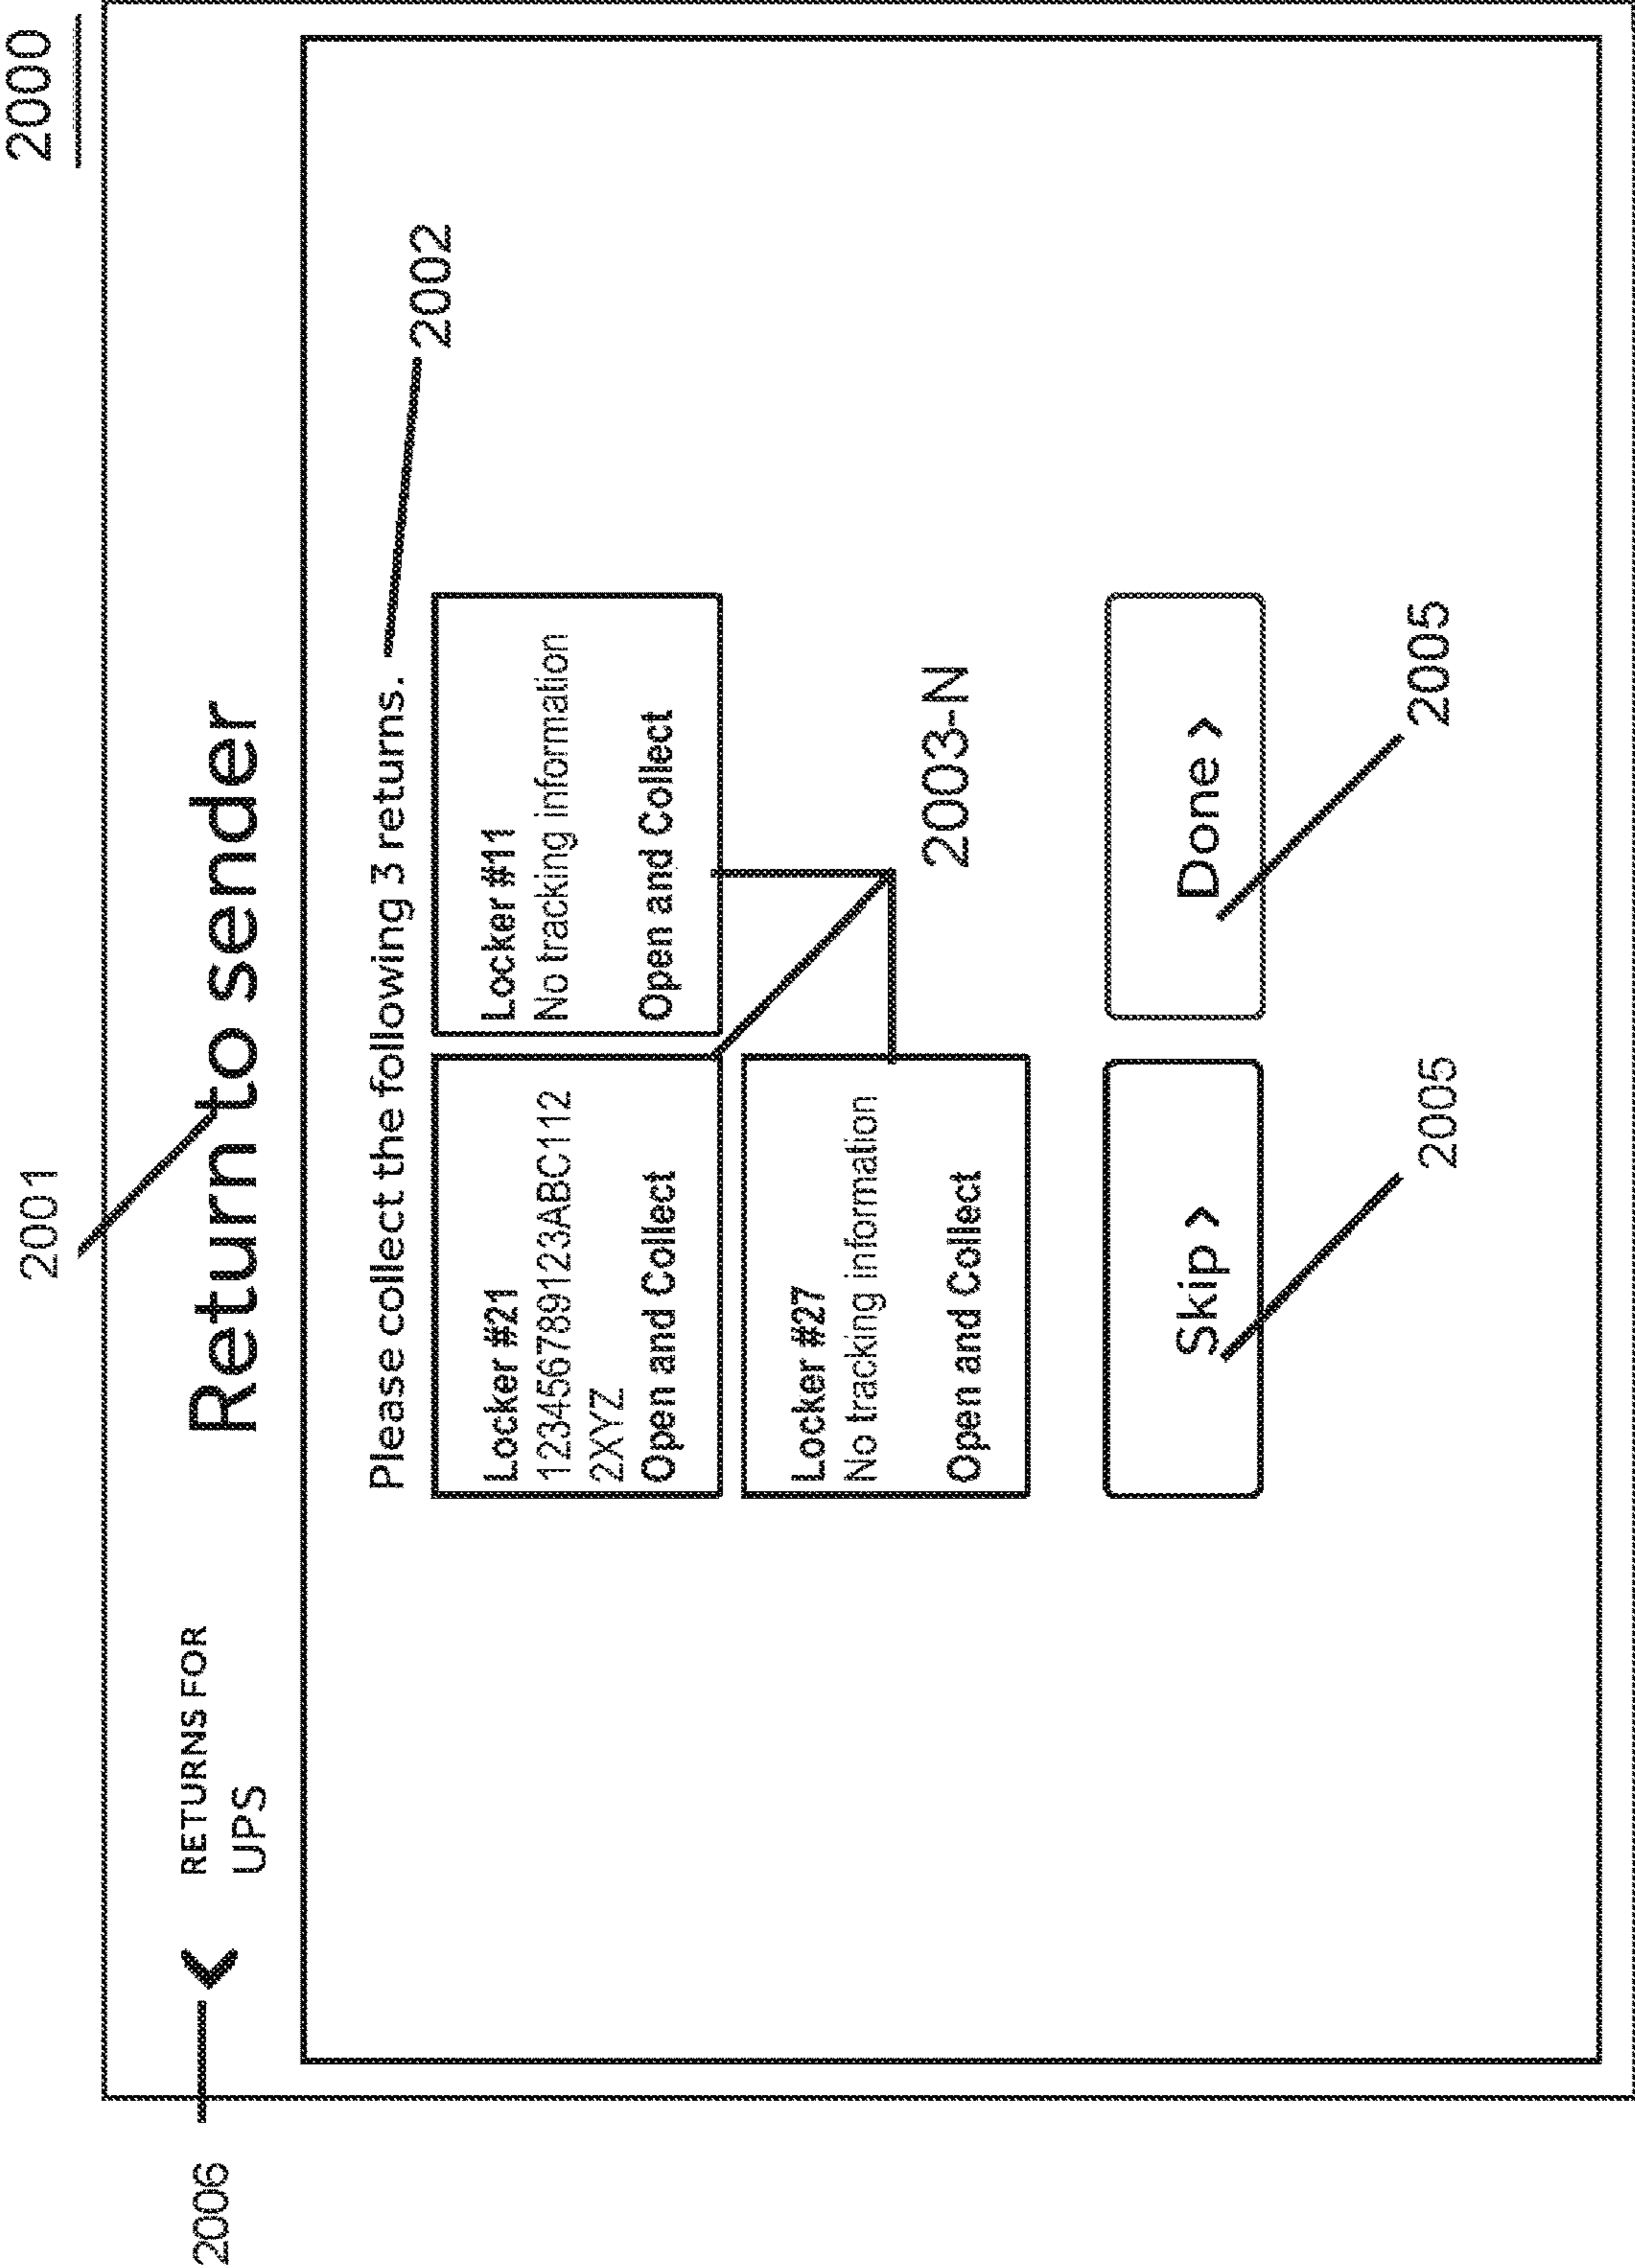 2000
2001
2006
RETURNS FOR
UPS
Return to sender
Please collect the following 3 returns.
2002
Locker #21
123456789123ABC112
2XYZ
Open and Collect
Locker #11
No tracking information
Open and Collect
Locker #27
No tracking information
Open and Collect
2003-N
Skip >
Done >
2005
2005